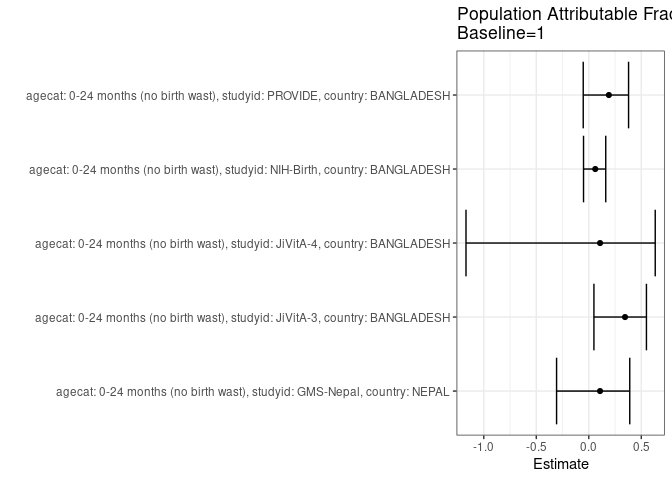 Population Attributable Frac
Baseline=1
agecat: 0-24 months (no birth wast), studyid: PROVIDE, country: BANGLADESH
agecat: 0-24 months (no birth wast), studyid: NIH-Birth, country: BANGLADESH
agecat: 0-24 months (no birth wast), studyid: JiVitA-4, country: BANGLADESH
agecat: 0-24 months (no birth wast), studyid: JiVitA-3, country: BANGLADESH
agecat: 0-24 months (no birth wast), studyid: GMS-Nepal, country: NEPAL
-1.0 -0.5 0.0 0.5
Estimate